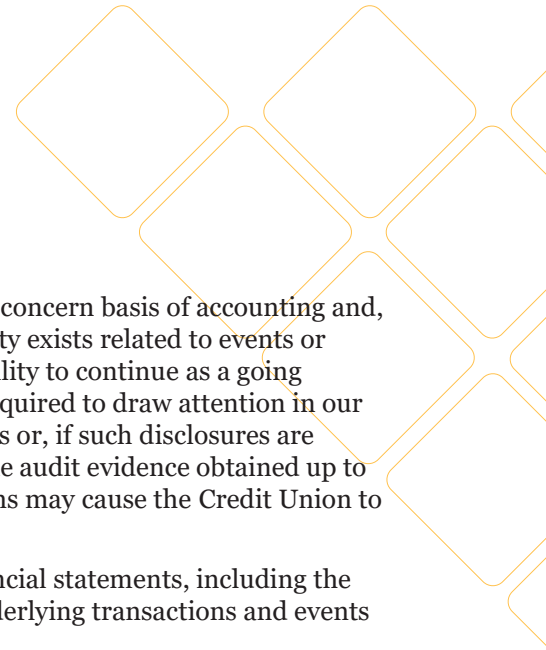 concern basis of accounting and,
ty exists related to events or
lity to continue as a going
quired to draw attention in our
s or, if such disclosures are
e audit evidence obtained up to
ns may cause the Credit Union to
ncial statements, including the
derlying transactions and events